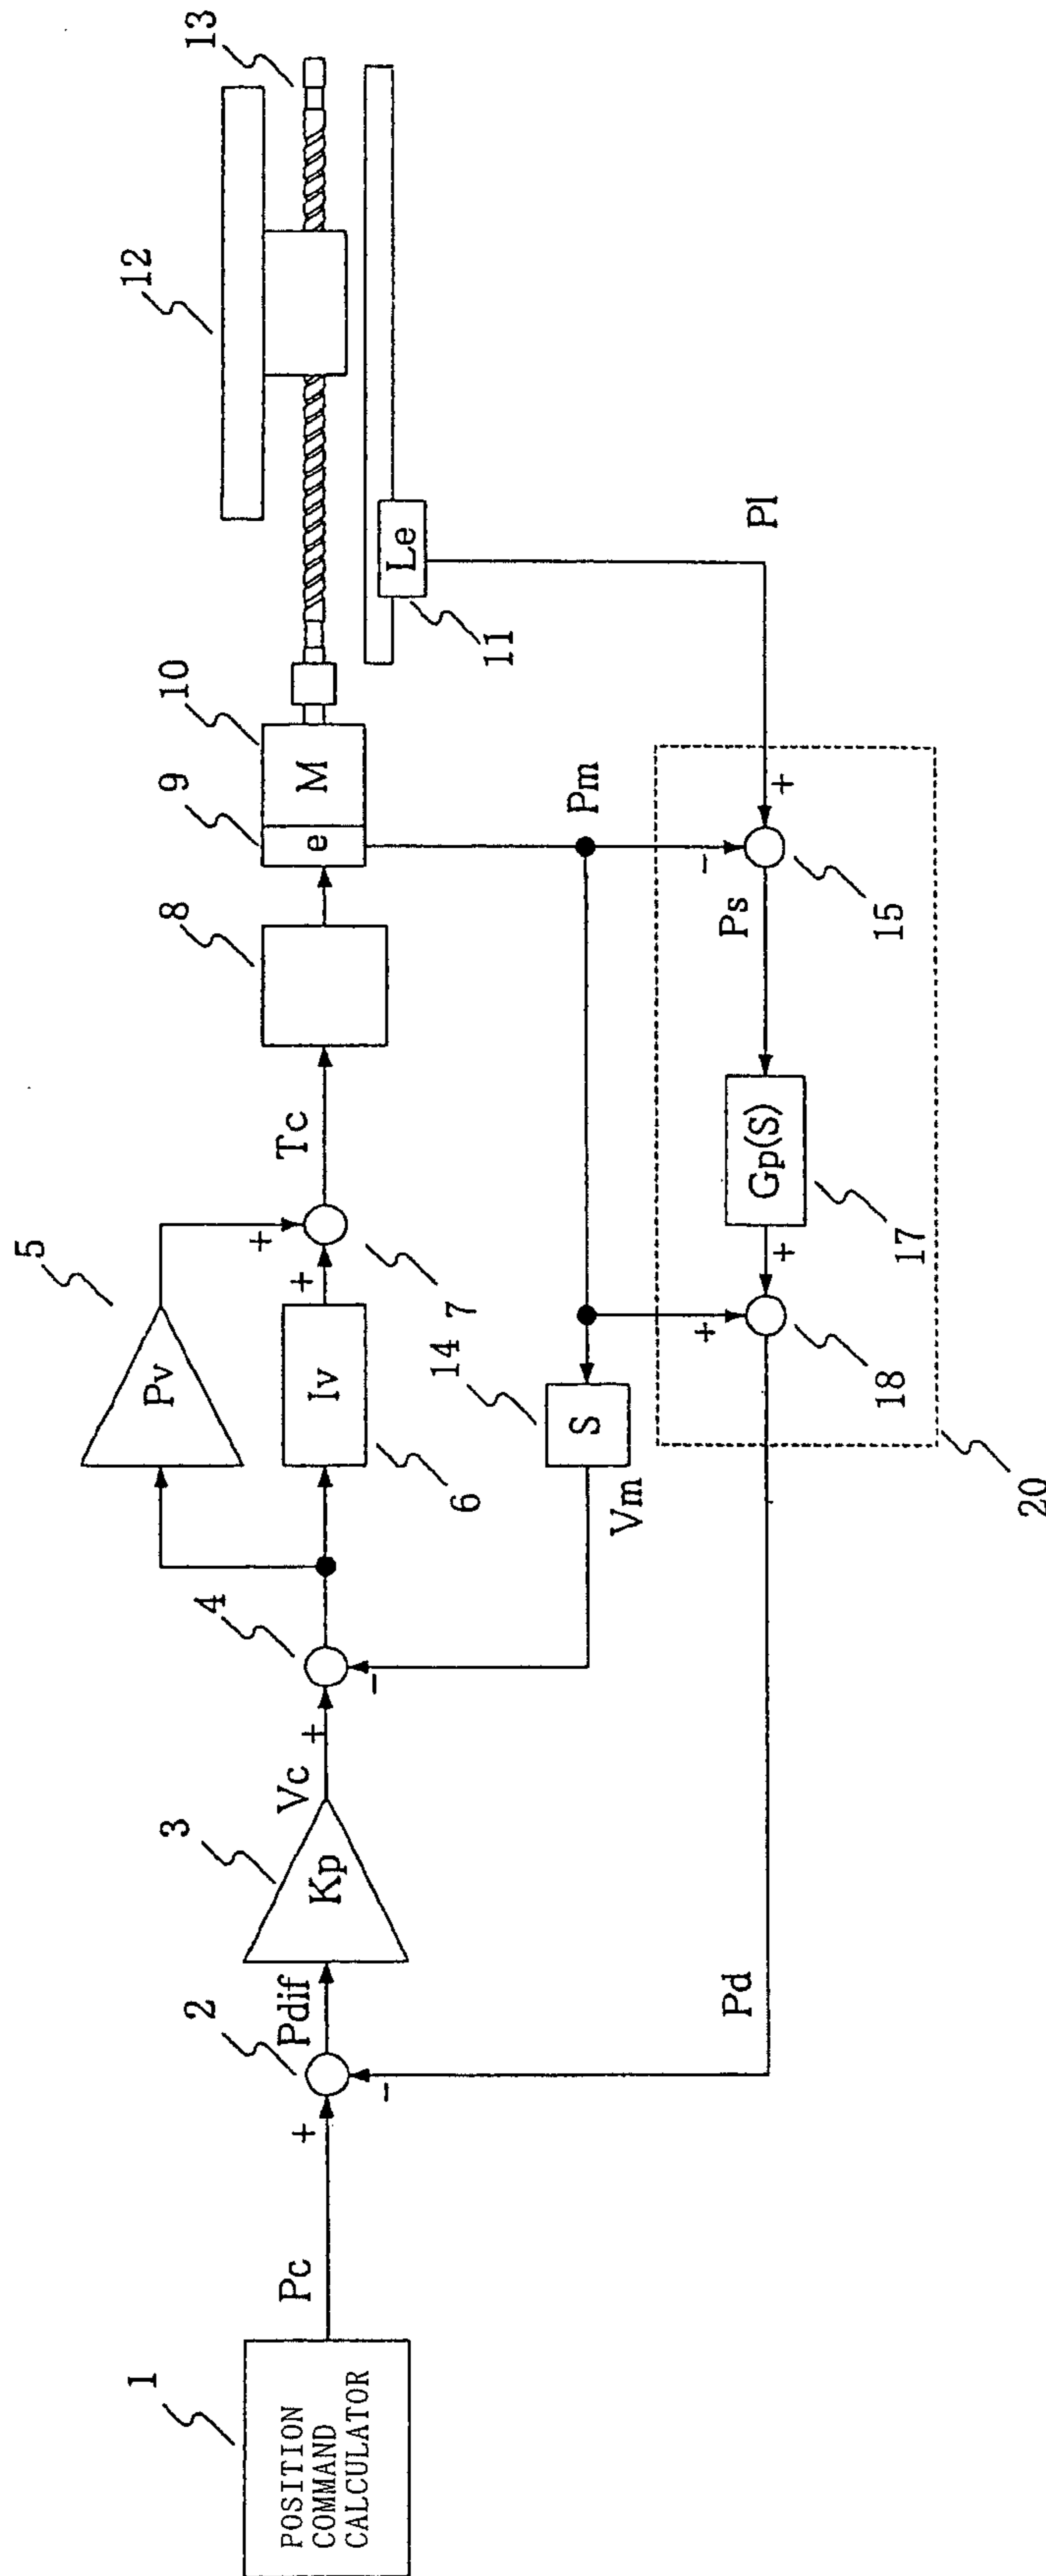 1
POSITION
COMMAND
CALCULATOR
Pc
+
-
2
Pdif
3
Kp
Vc
+
-
4
5
Pv
6
Iv
+
+
7
Tc
8
9
e
10
M
12
13
11
Le
Pl
Pm
14
S
Vm
-
+
15
Ps
Gp(S)
17
+
+
18
20
Pd